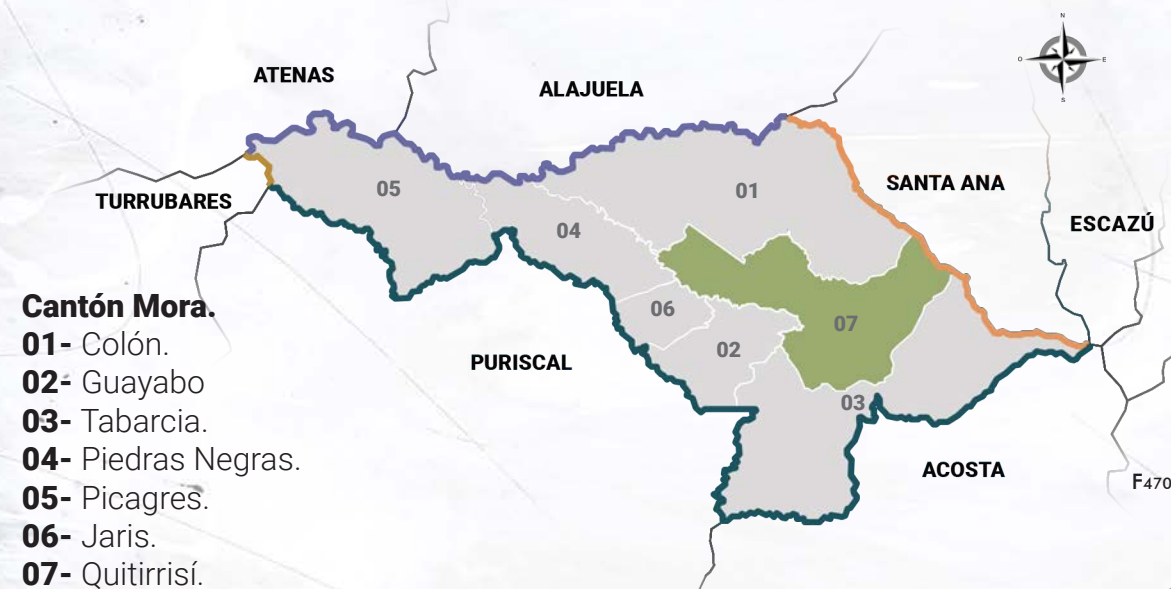 N
O
E
S
ATENAS
ALAJUELA
SANTA ANA
TURRUBARES
ESCAZÚ
05
01
04
06
07
02
03
PURISCAL
ACOSTA
F470
Cantón Mora.
01- Colón.
02- Guayabo
03- Tabarcia.
04- Piedras Negras.
05- Picagres.
06- Jaris.
07- Quitirrisí.